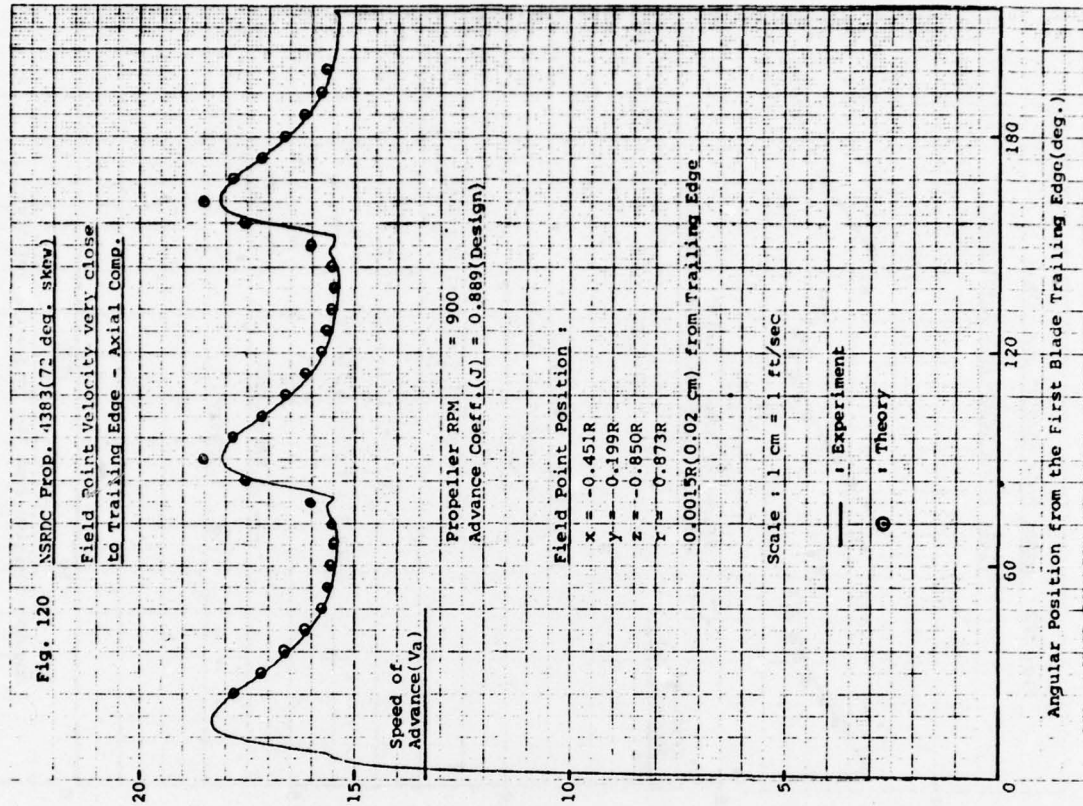 Fig. 120 NSRDC Prop. 4383(72 deg. skew)
Field Point Velocity very close
to Trailing Edge - Axial Comp.
Propeller RPM = 900
Advance Coeff.(J) = 0.889(Design)
Speed of
Advance(Va)
Field Point Position :
x = -0.451R
y = 0.199R
z = -0.850R
r = 0.873R
0.0015R(0.02 cm) from Trailing Edge
Scale : 1 cm = 1 ft/sec
: Experiment
: Theory
20
15
10
5
0
60
120
180
Angular Position from the First Blade Trailing Edge(deg.)